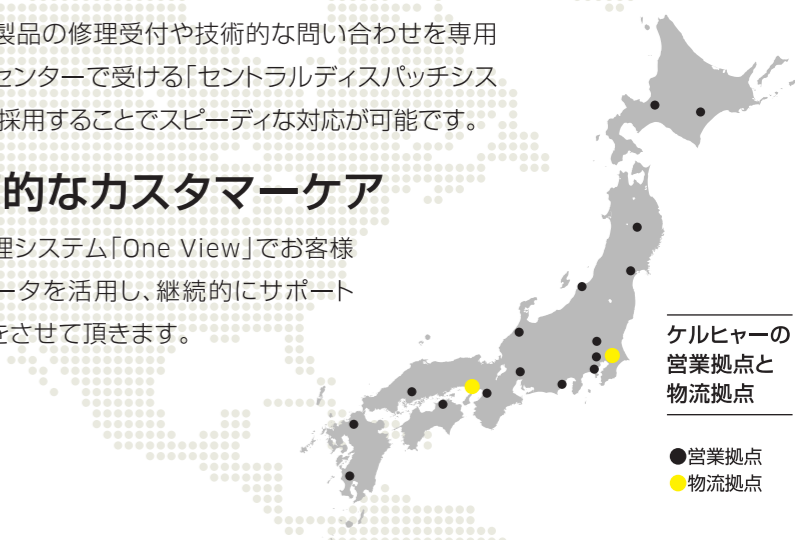 製品の修理受付や技術的な問い合わせを専用
センターで受ける「セントラルディスパッチシス
採用することでスピーディな対応が可能です。
的なカスタマーケア
理システム「One View」でお客様
ータを活用し、継続的にサポート
をさせて頂きます。
ケルヒャーの
営業拠点と
物流拠点
●営業拠点
●物流拠点